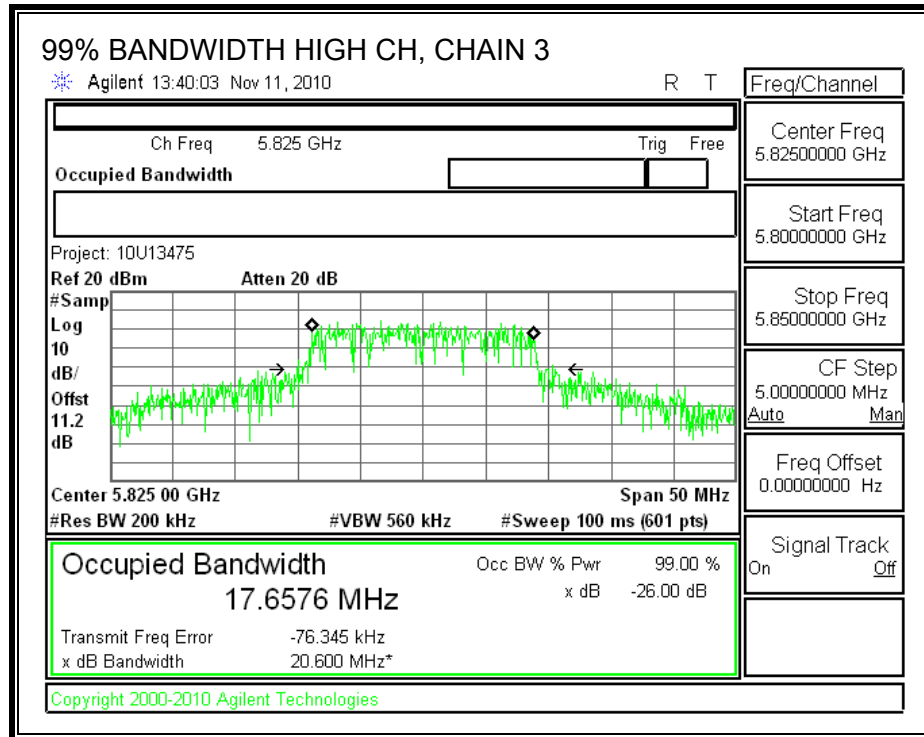 99% BANDWIDTH HIGH CH, CHAIN 3
Agilent 13:40:03 Nov 11, 2010 R T
Ch Freq 5.825 GHz Trig Free
Occupied Bandwidth
Project: 10U13475
Ref 20 dBm Atten 20 dB
#Samp
Log
10
dB/
Offst
11.2
dB
Center 5.825 00 GHz Span 50 MHz
#Res BW 200 kHz #VBW 560 kHz #Sweep 100 ms (601 pts)
Occupied Bandwidth Occ BW % Pwr 99.00 %
17.6576 MHz x dB -26.00 dB
Transmit Freq Error -76.345 kHz
x dB Bandwidth 20.600 MHz*
Copyright 2000-2010 Agilent Technologies
Freq/Channel
Center Freq
5.82500000 GHz
Start Freq
5.80000000 GHz
Stop Freq
5.85000000 GHz
CF Step
5.00000000 MHz
Auto Man
Freq Offset
0.00000000 Hz
Signal Track
On Off